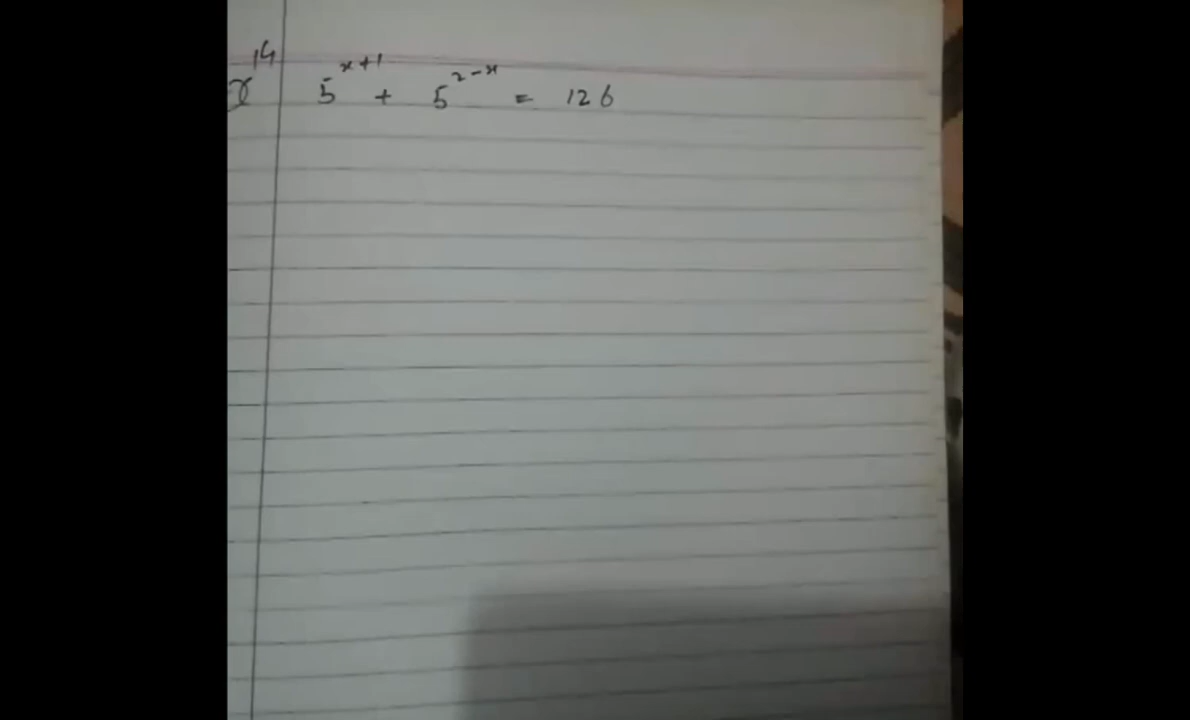 14 5^{x+1} + 5^{2-x} = 126